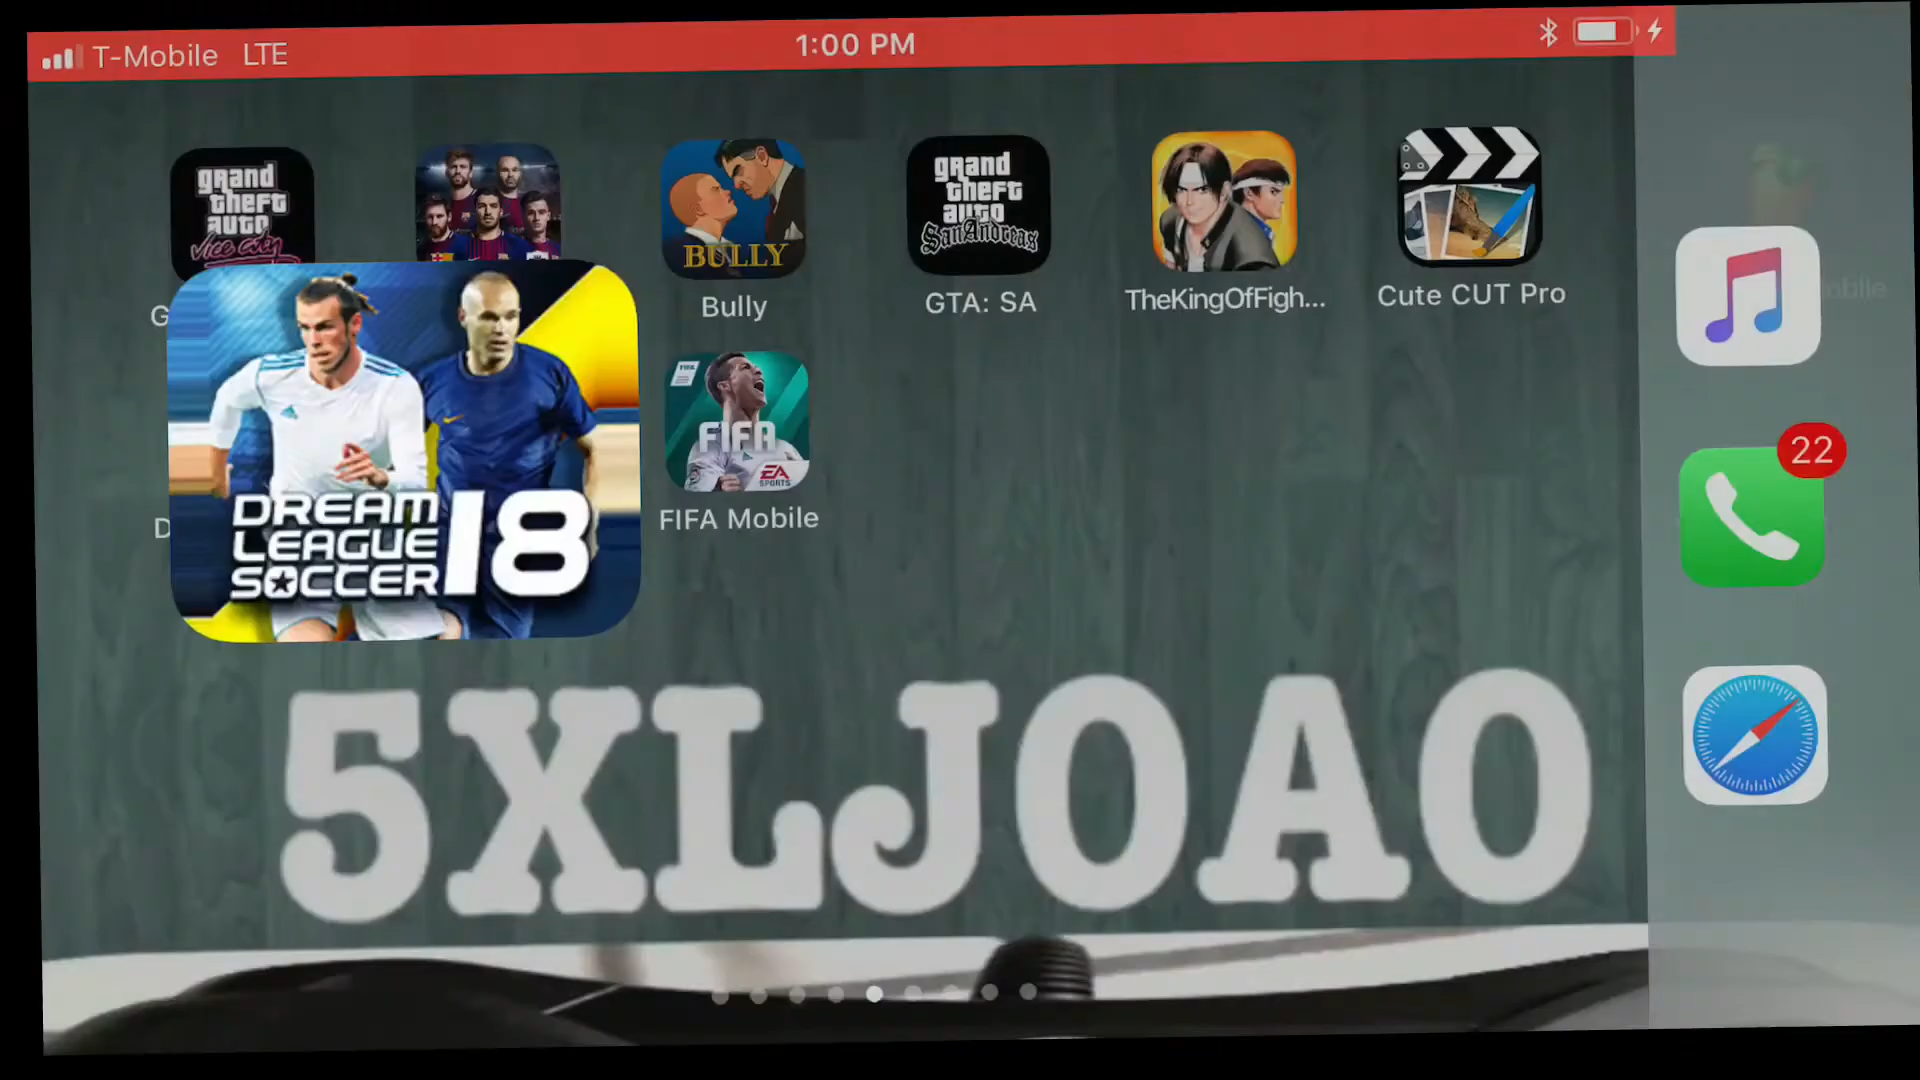 T-Mobile LTE 1:00 PM
grand theft auto Vice City
BULLY
grand theft auto San Andreas
G
Bully
GTA: SA
TheKingOfFigh...
Cute CUT Pro
DREAM LEAGUE SOCCER 18
FIFA
EA SPORTS
22
D
FIFA Mobile
5XLJOAO